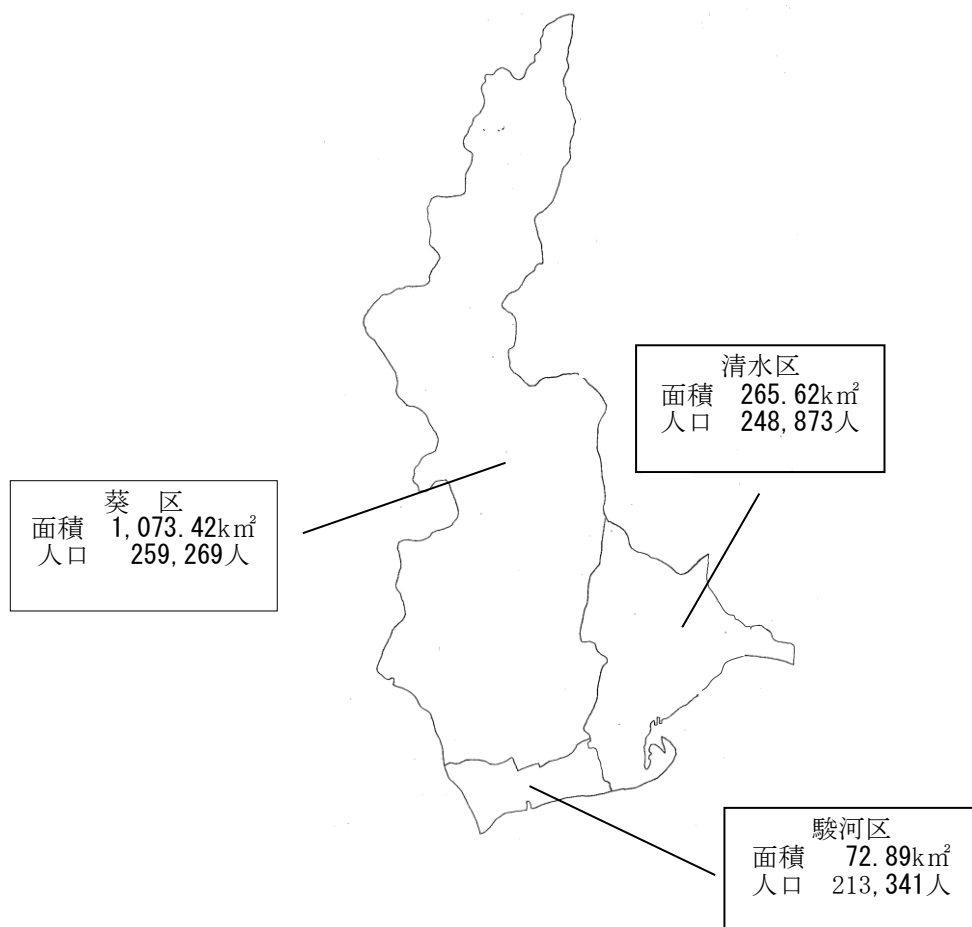 清水区
面積 265.62k㎡
人口 248,873人
葵 区
面積 1,073.42k㎡
人口 259,269人
駿河区
面積 72.89k㎡
人口 213,341人